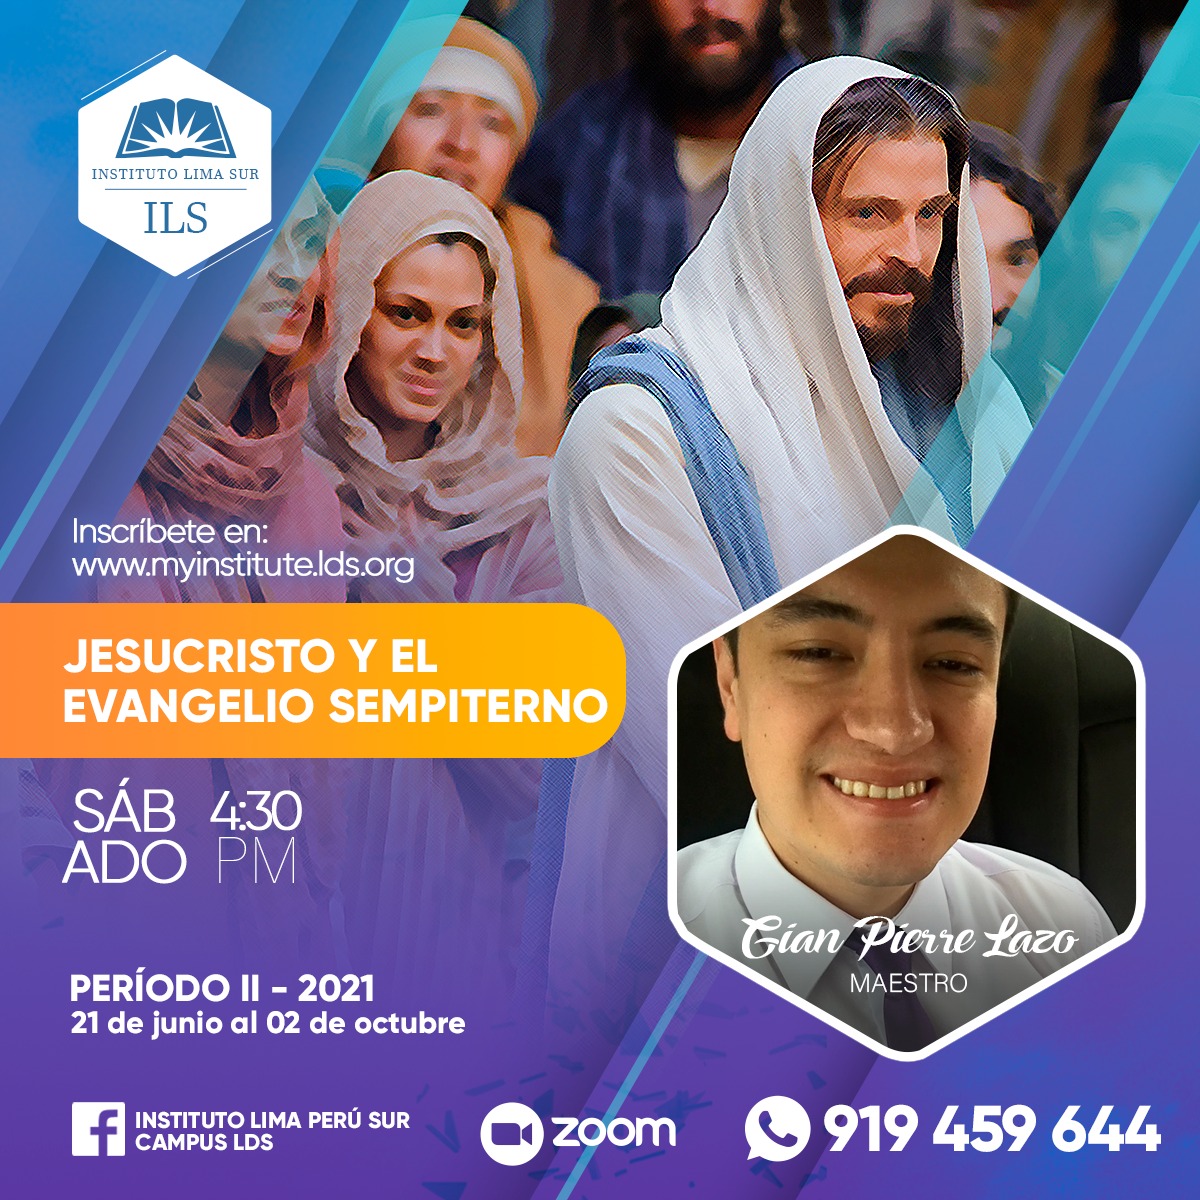 INSTITUTO LIMA SUR
ILS
Inscríbete en:
www.myinstitute.lds.org
JESUCRISTO Y EL
EVANGELIO SEMPITERNO
SÁB
ADO
4:30
PM
Gian Pierre Lazo
MAESTRO
PERÍODO II - 2021
21 de junio al 02 de octubre
INSTITUTO LIMA PERÚ SUR
CAMPUS LDS
zoom
919 459 644